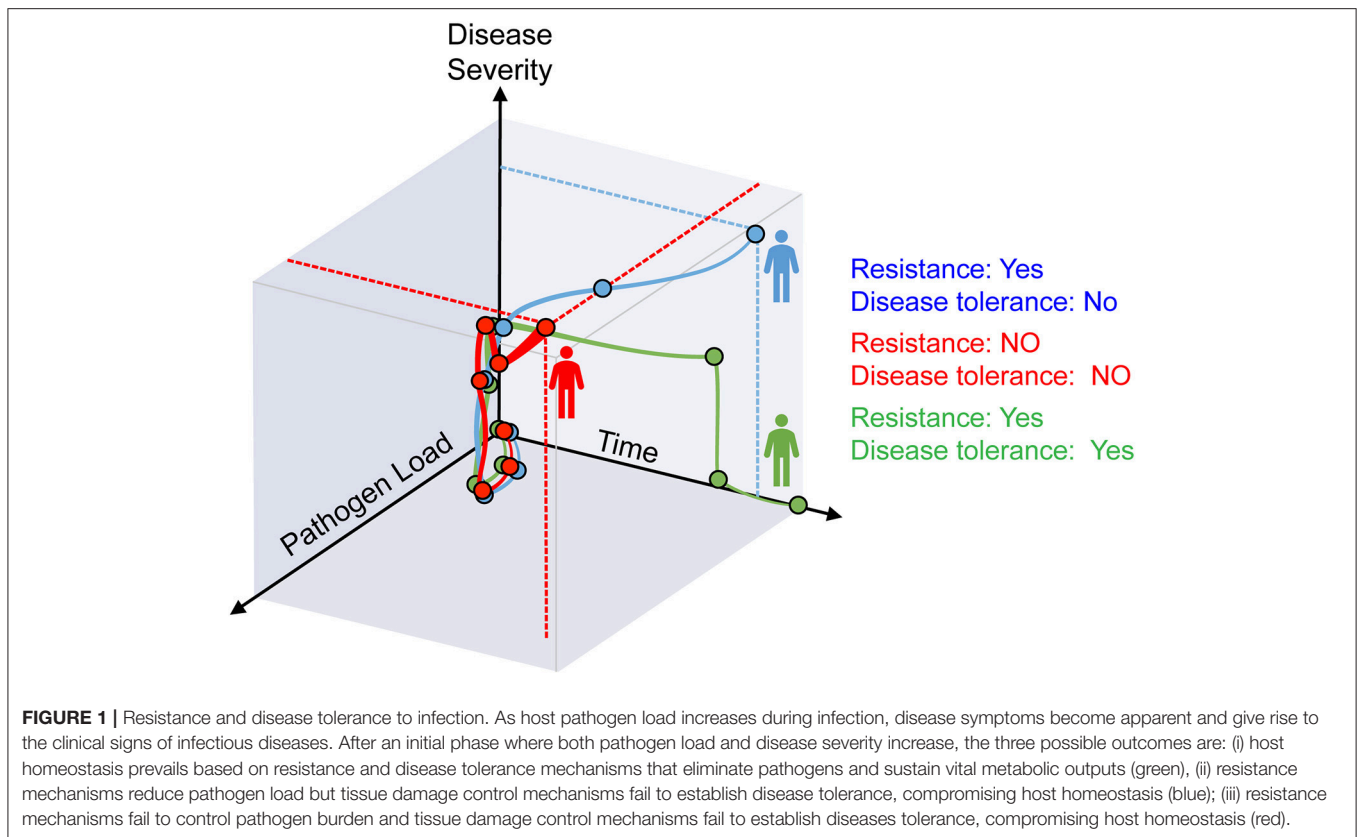 Disease
Severity
Pathogen Load
Time
Resistance: Yes
Disease tolerance: No
Resistance: NO
Disease tolerance:  NO
Resistance: Yes
Disease tolerance:  Yes
FIGURE 1 | Resistance and disease tolerance to infection. As host pathogen load increases during infection, disease symptoms become apparent and give rise to
the clinical signs of infectious diseases. After an initial phase where both pathogen load and disease severity increase, the three possible outcomes are: (i) host
homeostasis prevails based on resistance and disease tolerance mechanisms that eliminate pathogens and sustain vital metabolic outputs (green), (ii) resistance
mechanisms reduce pathogen load but tissue damage control mechanisms fail to establish disease tolerance, compromising host homeostasis (blue); (iii) resistance
mechanisms fail to control pathogen burden and tissue damage control mechanisms fail to establish diseases tolerance, compromising host homeostasis (red).